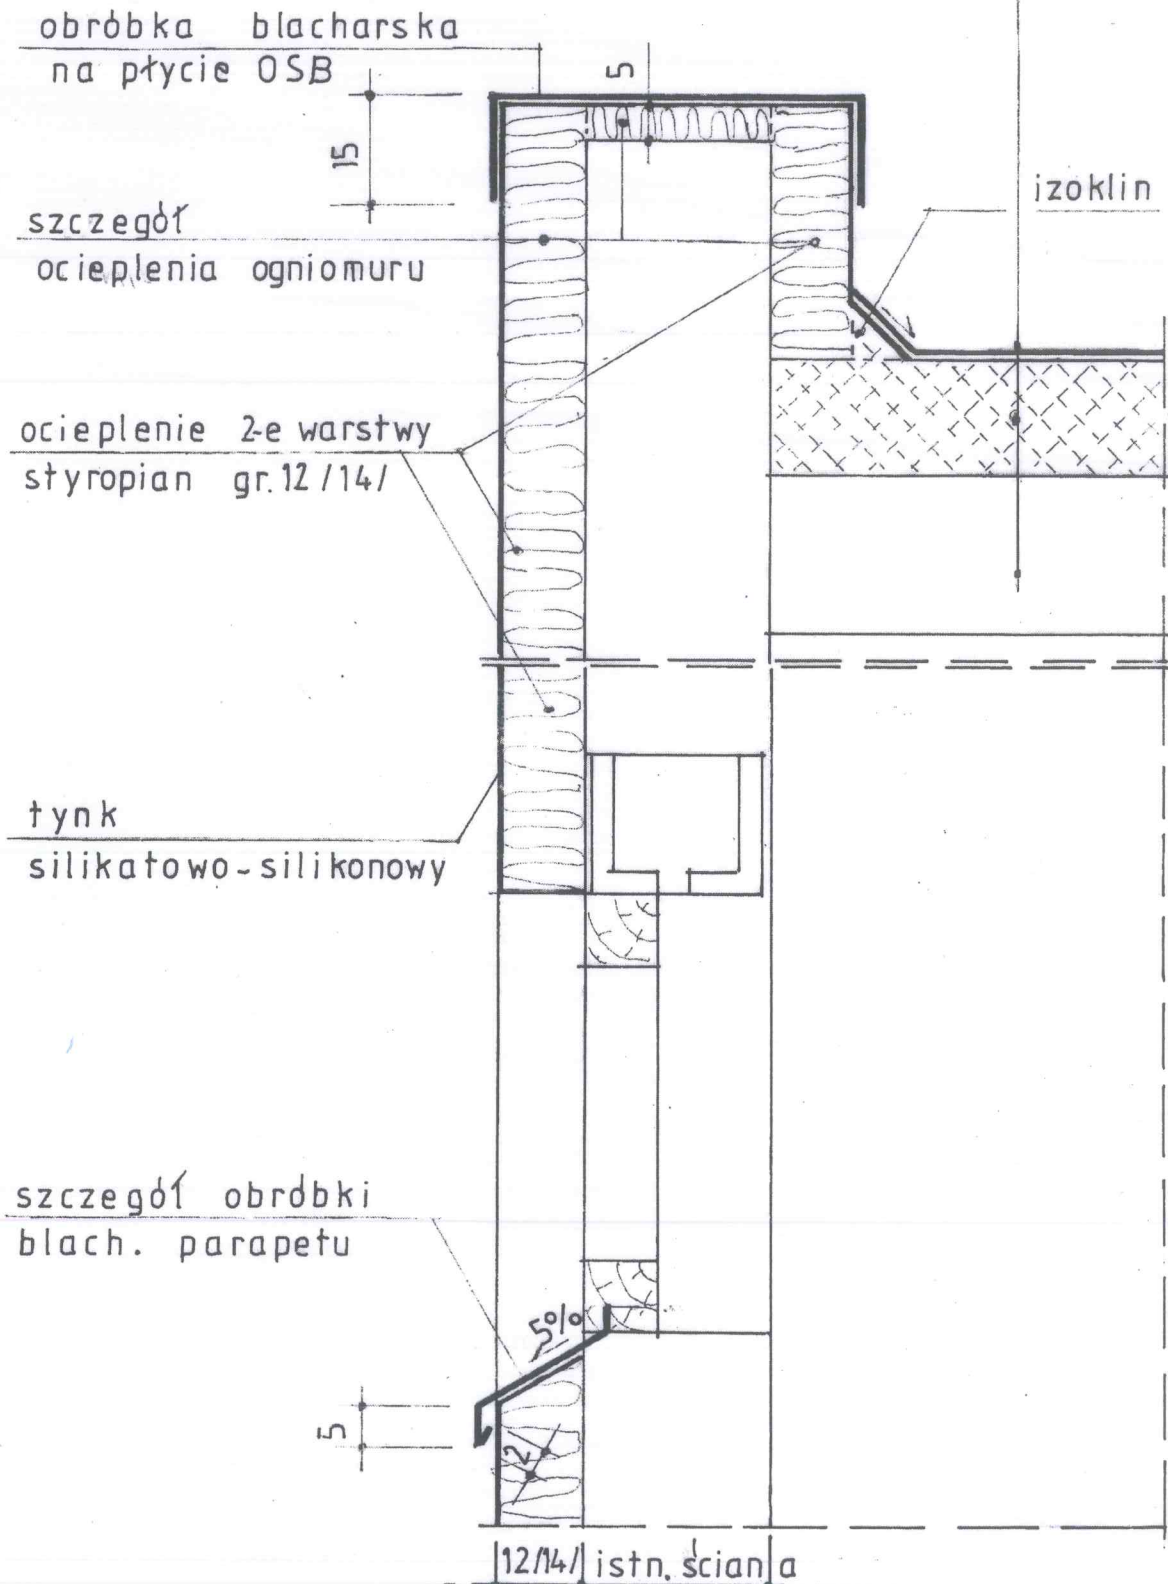 obróbka blacharska
na płycie OSB
5
15
izoklin
szczegół
ocieplenia ogniomuru
ocieplenie 2-e warstwy
styropian gr. 12 /14/
tynk
silikatowo-silikonowy
szczegół obróbki
blach. parapetu
5%
5
2
12/14/ istn. ściana